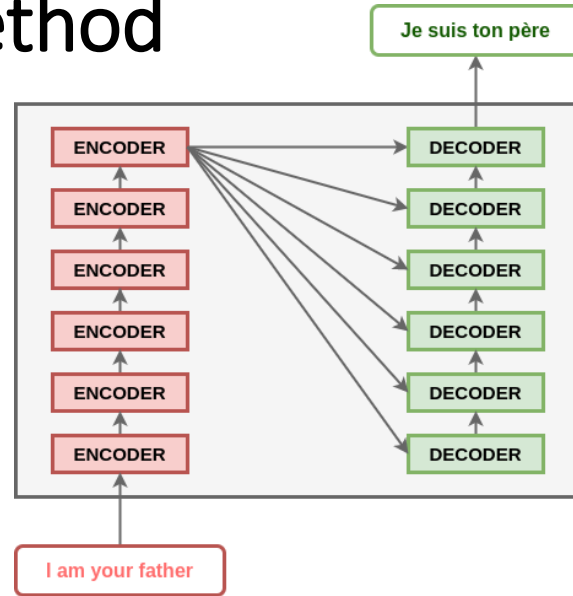 ethod
Je suis ton père
ENCODER
DECODER
ENCODER
DECODER
ENCODER
DECODER
ENCODER
DECODER
ENCODER
DECODER
ENCODER
DECODER
I am your father